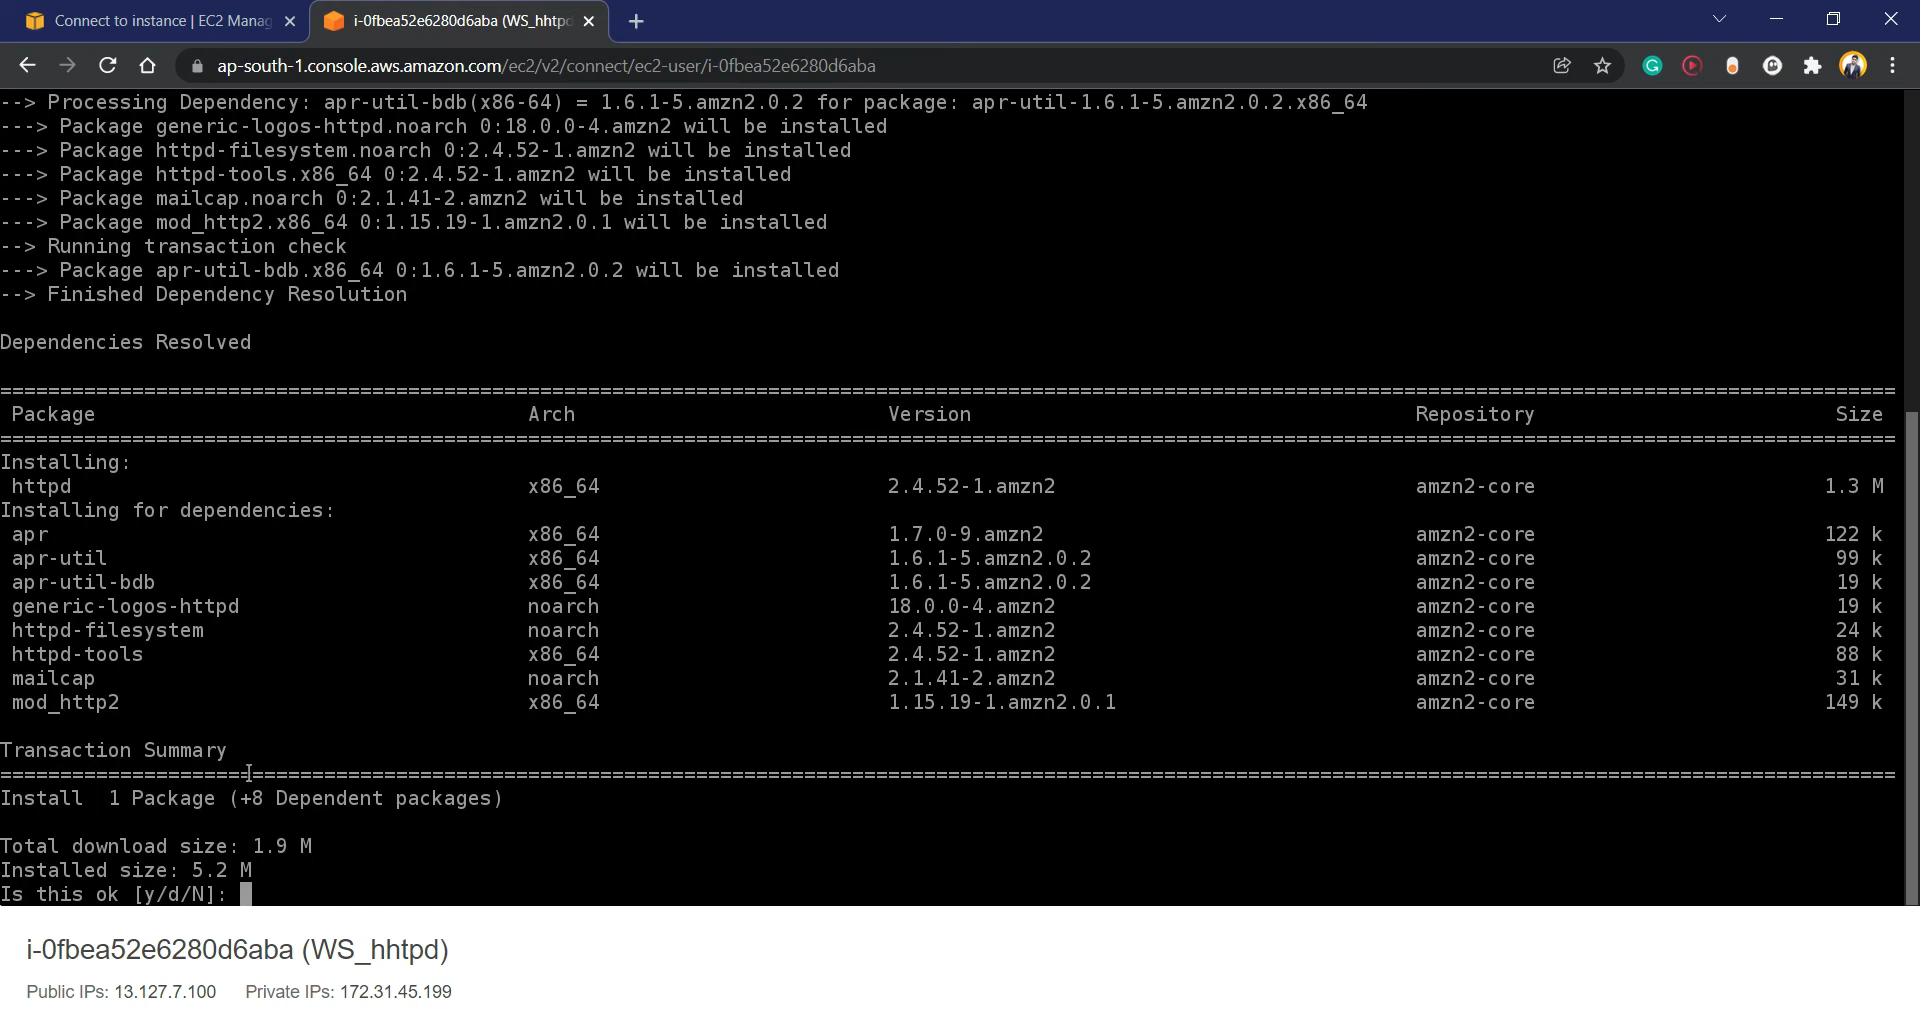 Connect to instance | EC2 Manag
i-0fbea52e6280d6aba (WS_hhtpd
ap-south-1.console.aws.amazon.com/ec2/v2/connect/ec2-user/i-0fbea52e6280d6aba
--> Processing Dependency: apr-util-bdb(x86-64) = 1.6.1-5.amzn2.0.2 for package: apr-util-1.6.1-5.amzn2.0.2.x86_64
---> Package generic-logos-httpd.noarch 0:18.0.0-4.amzn2 will be installed
---> Package httpd-filesystem.noarch 0:2.4.52-1.amzn2 will be installed
---> Package httpd-tools.x86_64 0:2.4.52-1.amzn2 will be installed
---> Package mailcap.noarch 0:2.1.41-2.amzn2 will be installed
---> Package mod_http2.x86_64 0:1.15.19-1.amzn2.0.1 will be installed
--> Running transaction check
---> Package apr-util-bdb.x86_64 0:1.6.1-5.amzn2.0.2 will be installed
--> Finished Dependency Resolution
Dependencies Resolved
Package Arch Version Repository Size
Installing:
httpd x86_64 2.4.52-1.amzn2 amzn2-core 1.3 M
Installing for dependencies:
apr x86_64 1.7.0-9.amzn2 amzn2-core 122 k
apr-util x86_64 1.6.1-5.amzn2.0.2 amzn2-core 99 k
apr-util-bdb x86_64 1.6.1-5.amzn2.0.2 amzn2-core 19 k
generic-logos-httpd noarch 18.0.0-4.amzn2 amzn2-core 19 k
httpd-filesystem noarch 2.4.52-1.amzn2 amzn2-core 24 k
httpd-tools x86_64 2.4.52-1.amzn2 amzn2-core 88 k
mailcap noarch 2.1.41-2.amzn2 amzn2-core 31 k
mod_http2 x86_64 1.15.19-1.amzn2.0.1 amzn2-core 149 k
Transaction Summary
Install 1 Package (+8 Dependent packages)
Total download size: 1.9 M
Installed size: 5.2 M
Is this ok [y/d/N]:
i-0fbea52e6280d6aba (WS_hhtpd)
Public IPs: 13.127.7.100 Private IPs: 172.31.45.199